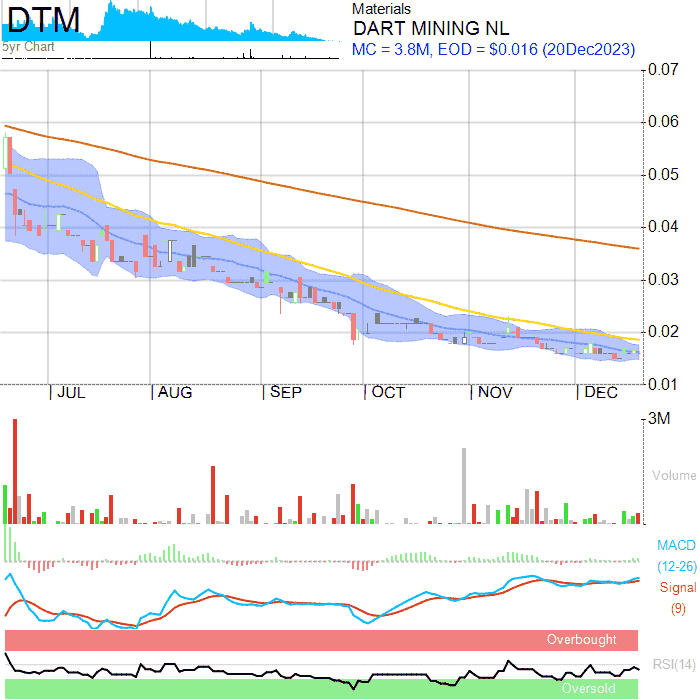 DTM
5yr Chart
Materials
DART MINING NL
MC = 3.8M, EOD = $0.016 (20Dec2023)
0.07
0.06
0.05
0.04
0.03
0.02
0.01
JUL AUG SEP OCT NOV DEC
3M
Volume
MACD
(12-26)
Signal
(9)
Overbought
RSI(14)
Oversold